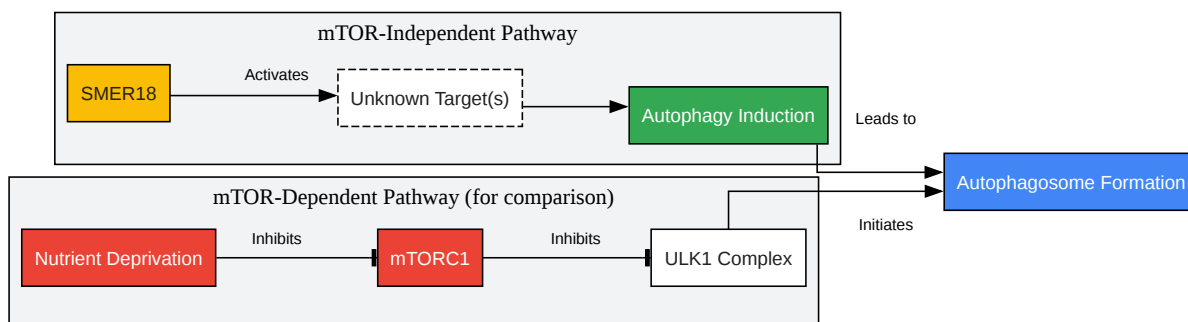 mTOR-Independent Pathway
SMER18
Activates
Unknown Target(s)
Autophagy Induction
Leads to
Autophagosome Formation
mTOR-Dependent Pathway (for comparison)
Initiates
Nutrient Deprivation
Inhibits
mTORC1
Inhibits
ULK1 Complex